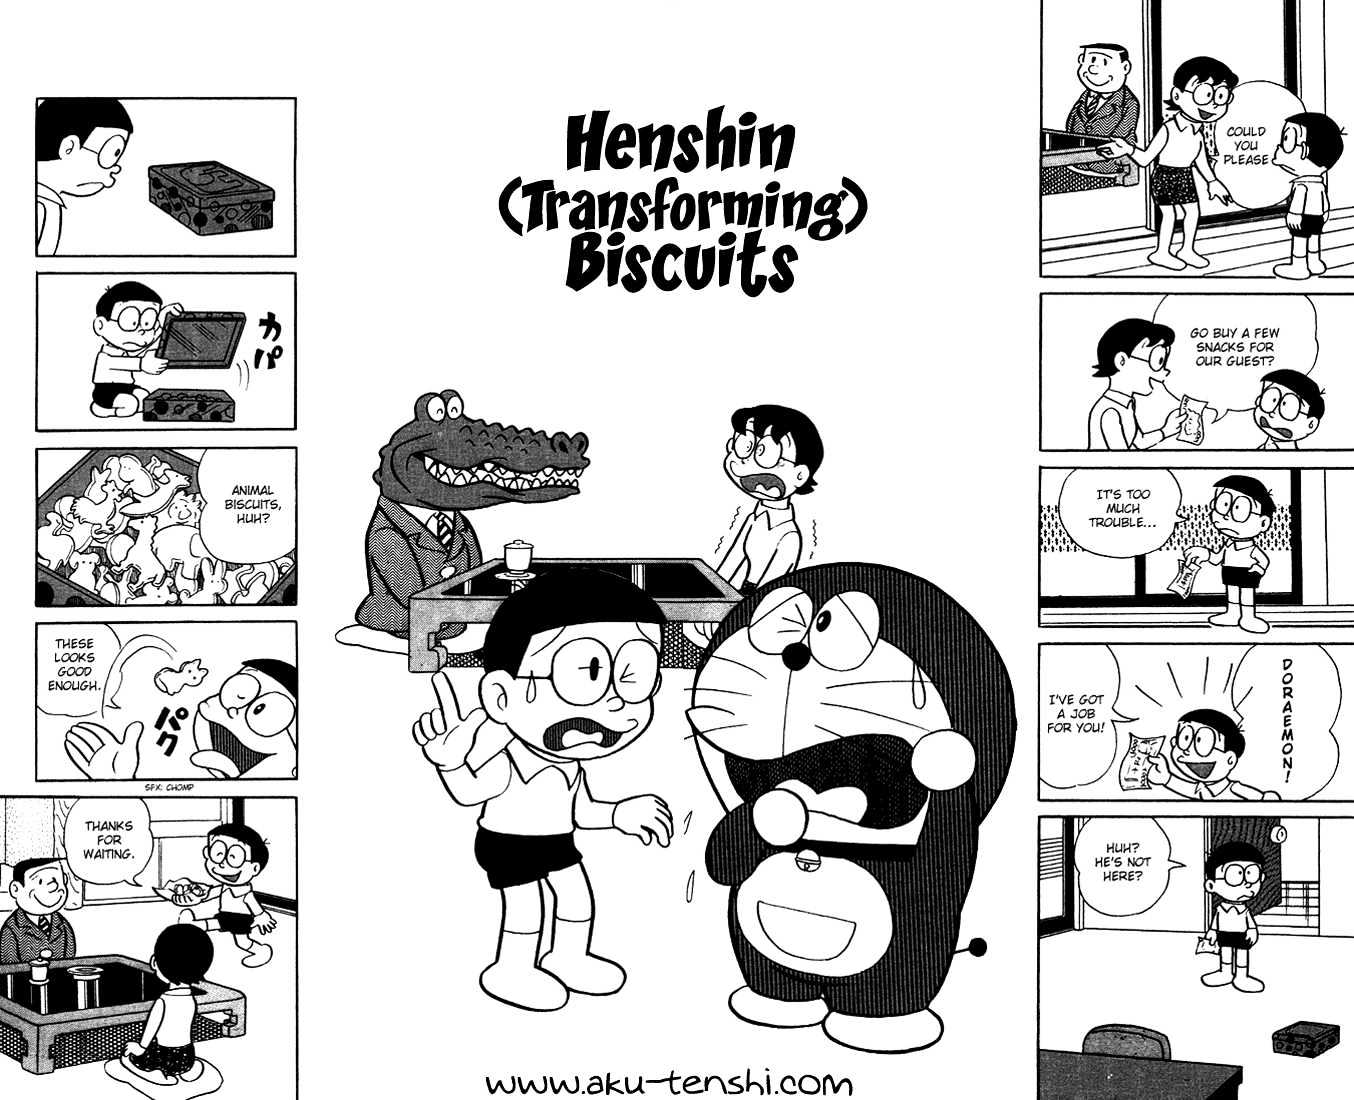 Henshin
(Transforming)
Biscuits
COULD
YOU
PLEASE
GO BUY A FEW
SNACKS FOR
OUR GUEST?
IT'S TOO
MUCH
TROUBLE...
DORAEMON!
I'VE GOT
A JOB
FOR YOU!
HUH?
HE'S NOT
HERE?
カパ
ANIMAL
BISCUITS,
HUH?
THESE
LOOKS
GOOD
ENOUGH.
パク
SFX: CHOMP
THANKS
FOR
WAITING.
www.aku-tenshi.com